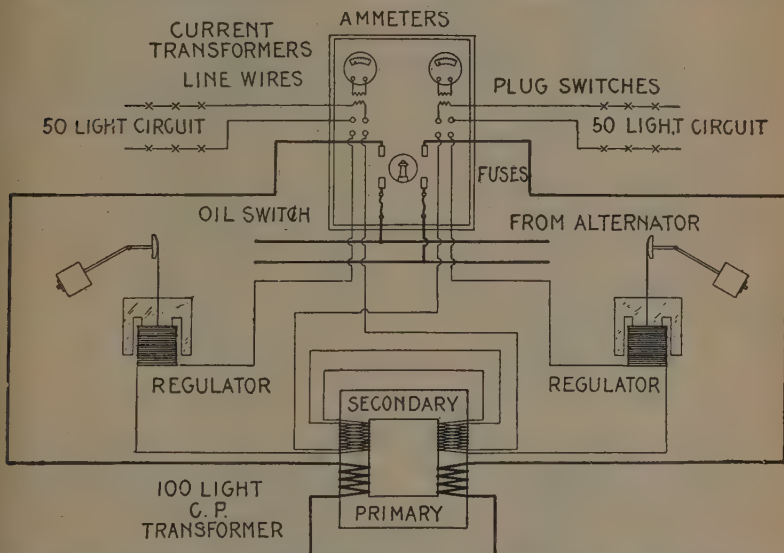 AMMETERS
CURRENT
TRANSFORMERS
LINE WIRES
PLUG SWITCHES
50 LIGHT CIRCUIT
50 LIGHT CIRCUIT
FUSES
OIL SWITCH
FROM ALTERNATOR
REGULATOR
REGULATOR
SECONDARY
100 LIGHT
C. P.
TRANSFORMER
PRIMARY